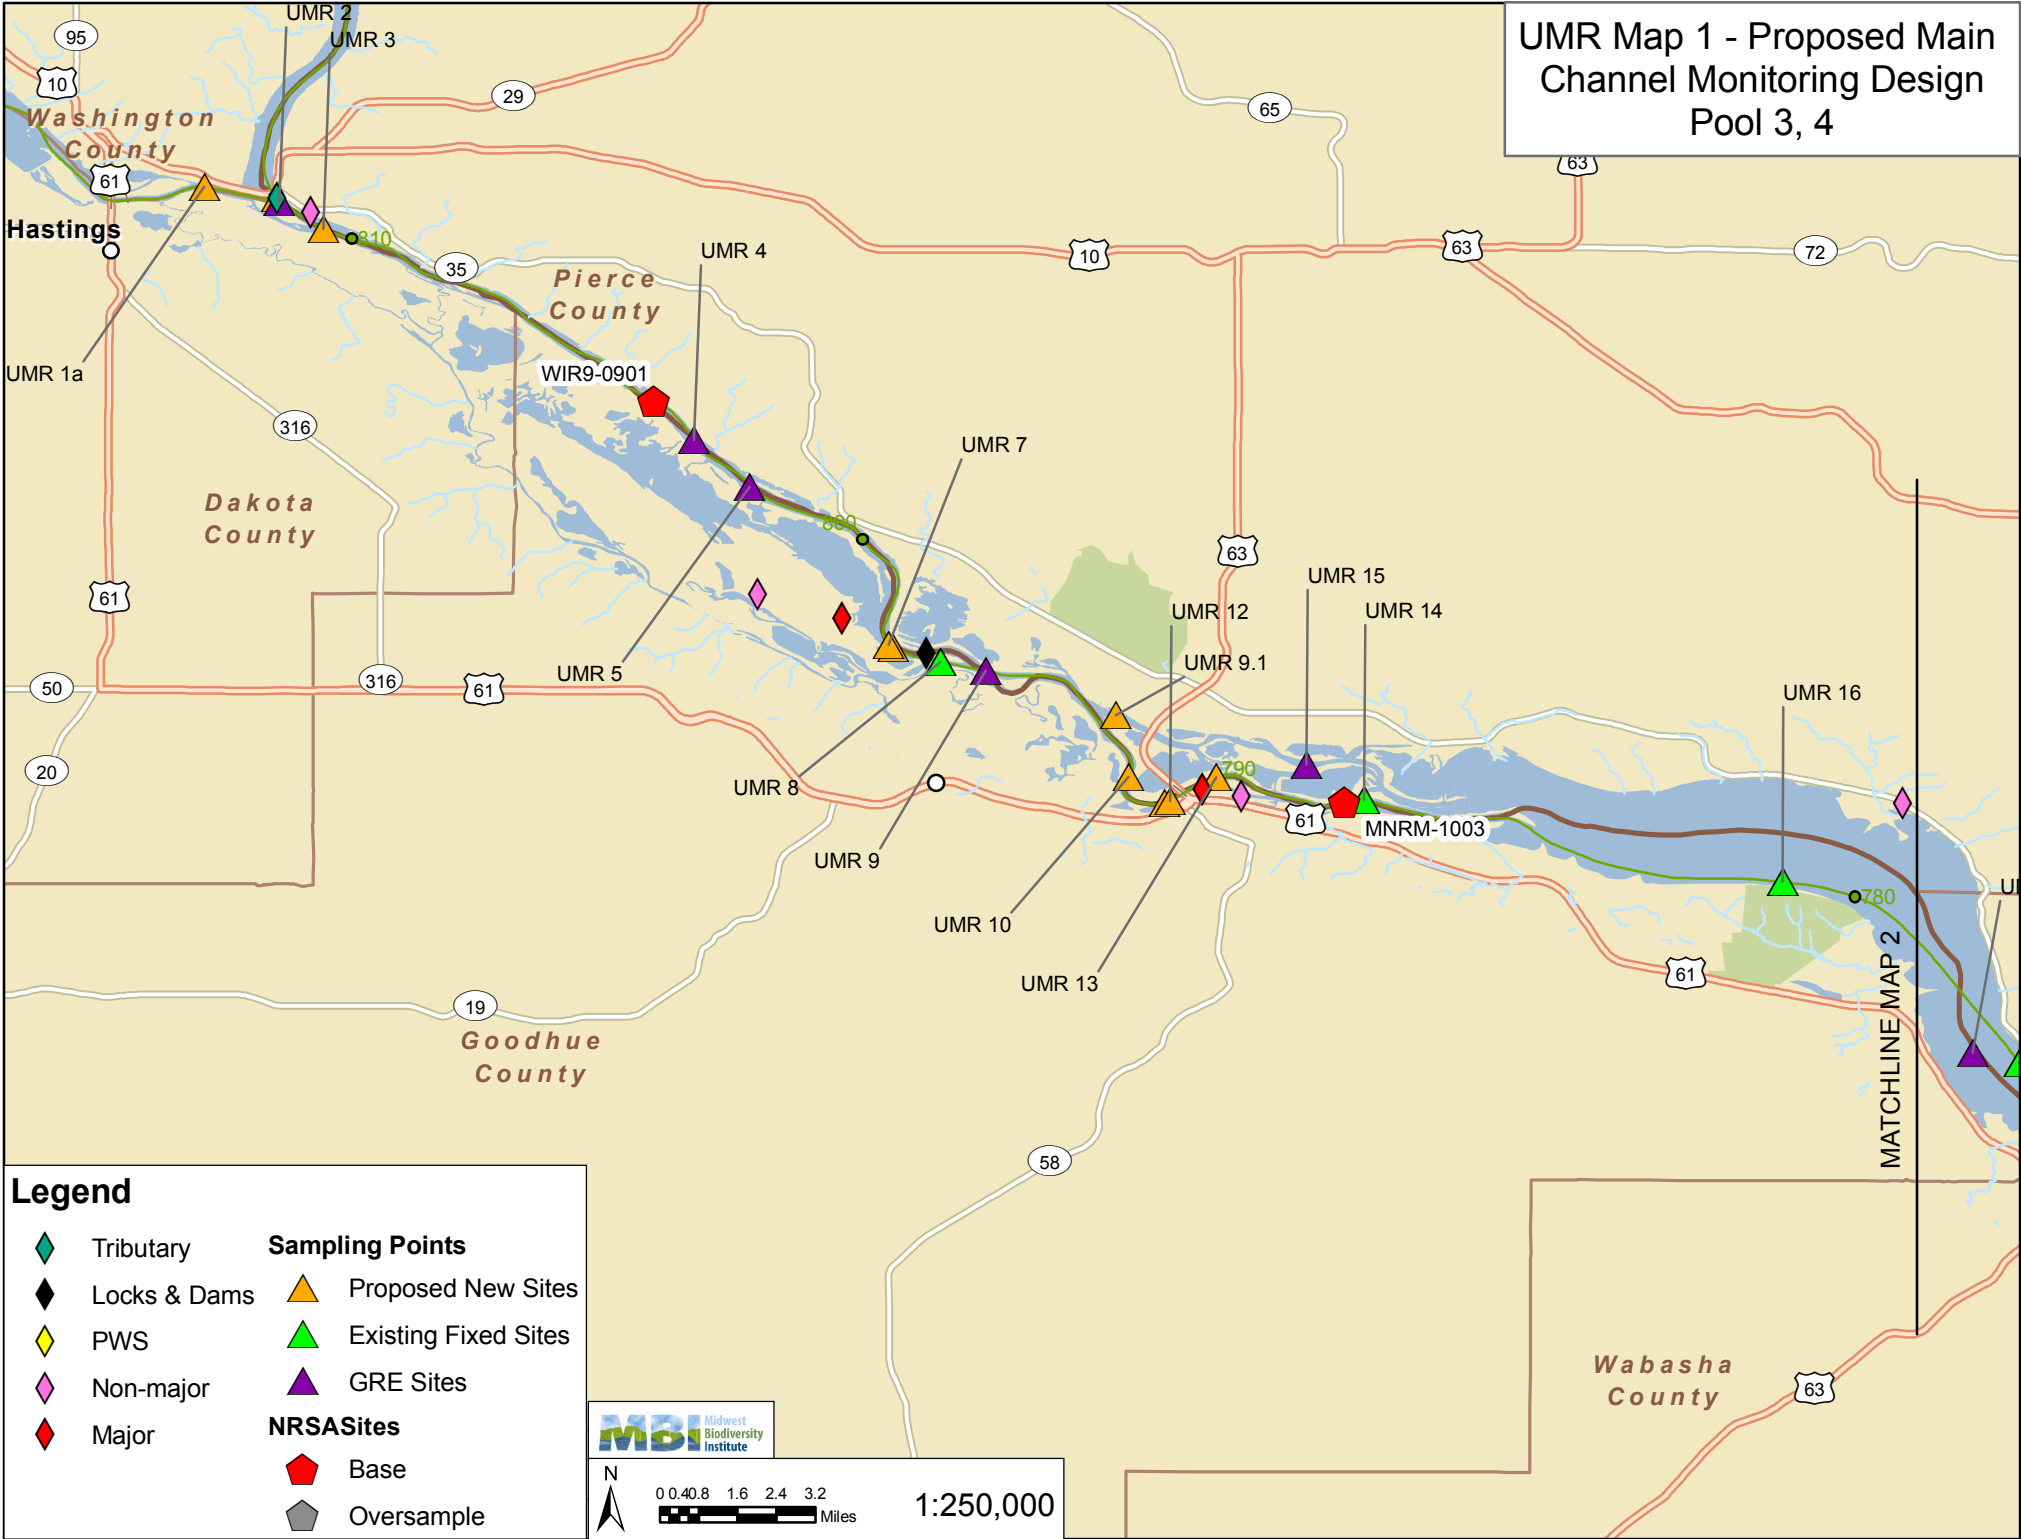 UMR Map 1 - Proposed Main
Channel Monitoring Design
Pool 3, 4
UMR 2
UMR 3
95
10
29
65
Washington
County
61
63
Hastings
810
35
Pierce
County
UMR 4
10
63
72
UMR 1a
WIR9-0901
316
UMR 7
Dakota
County
800
63
61
UMR 15
UMR 12
UMR 14
UMR 9.1
UMR 5
316
50
61
UMR 16
20
UMR 8
790
61
MNRM-1003
UMR 9
780
UMR 10
UMR 13
61
MATCHLINE MAP 2
19
Goodhue
County
58
Wabasha
County
63
Legend
Tributary
Locks & Dams
PWS
Non-major
Major
Sampling Points
Proposed New Sites
Existing Fixed Sites
GRE Sites
NRSASites
Base
Oversample
MBI Midwest
Biodiversity
Institute
N
0 0.4 0.8 1.6 2.4 3.2
Miles
1:250,000